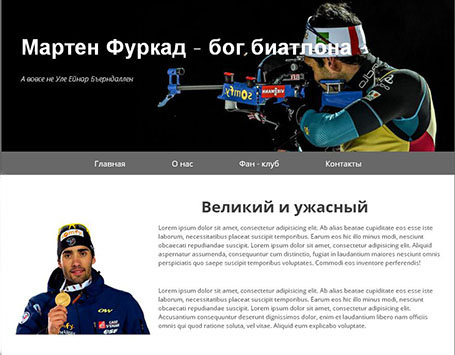 Мартен Фуркад - бог биатлона
А вовсе не Уле Ейнар Бьерндаллен
SOMFY
MANROSIV
Главная
О нас
Фан - клуб
Контакты
Великий и ужасный
Lorem ipsum dolor sit amet, consectetur adipisicing elit. Ab alias beatae cupiditate eos esse iste
laborum, necessitatibus placeat suscipit temporibus. Earum eos hic illo minus modi, nesciunt
obcaecati repudiandae suscipit. Lorem ipsum dolor sit amet, consectetur adipisicing elit. Aliquid
aspernatur assumenda, consequuntur cum distinctio, fugiat in laudantium maiores nesciunt omnis
perspiciatis quo saepe suscipit temporibus voluptates. Commodi eos inventore perferendis!
Lorem ipsum dolor sit amet, consectetur adipisicing elit. Ab alias beatae cupiditate eos esse iste
laborum, necessitatibus placeat suscipit temporibus. Earum eos hic illo minus modi, nesciunt
obcaecati repudiandae suscipit. Lorem ipsum dolor sit amet, consectetur adipisicing elit.
Accusantium consequuntur deserunt dignissimos dolor, enim et ex laudantium laborum nam officiis
omnis qui quod ratione soluta, vel vitae. Aliquid eum explicabo voluptate.